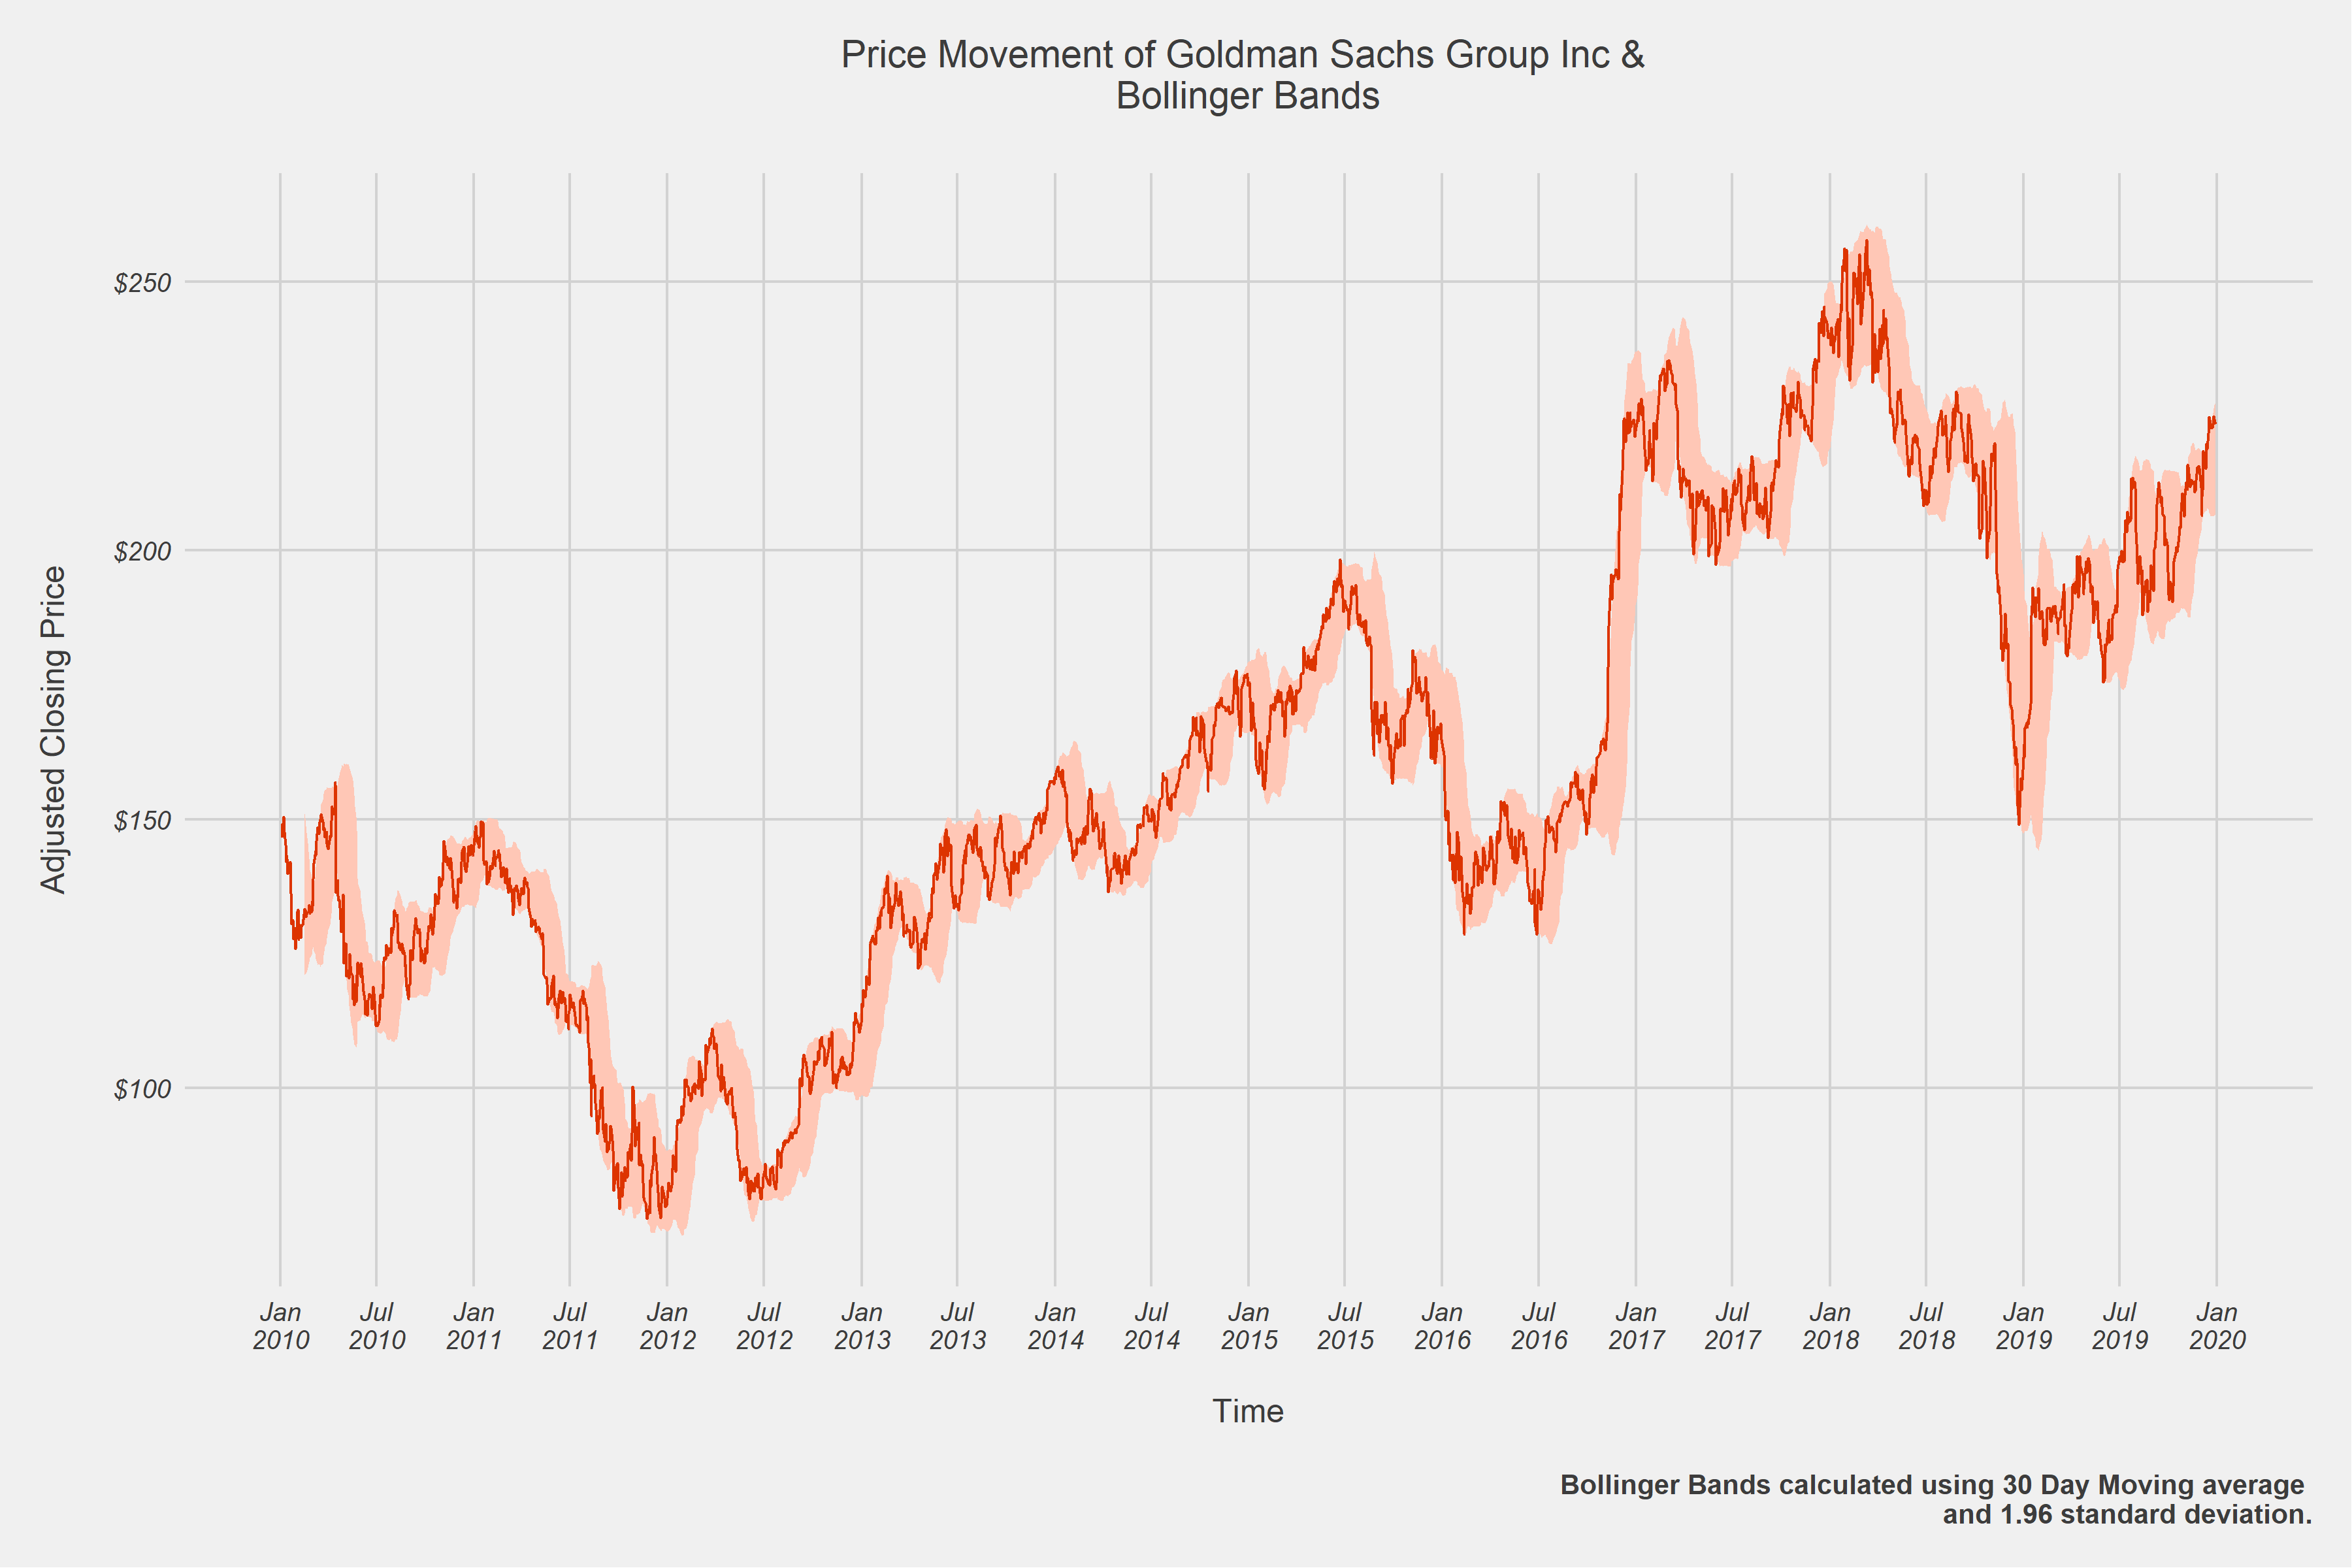 Price Movement of Goldman Sachs Group Inc &
Bollinger Bands
Adjusted Closing Price
$250
$200
$150
$100
Jan Jul Jan Jul Jan Jul Jan Jul Jan Jul Jan Jul Jan Jul Jan Jul Jan Jul Jan Jul Jan
2010 2010 2011 2011 2012 2012 2013 2013 2014 2014 2015 2015 2016 2016 2017 2017 2018 2018 2019 2019 2020
Time
Bollinger Bands calculated using 30 Day Moving average
and 1.96 standard deviation.